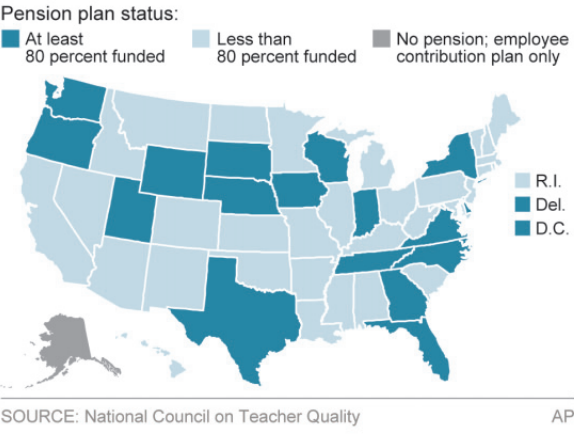 Pension plan status:
At least
80 percent funded
Less than
80 percent funded
No pension; employee
contribution plan only
R.I.
Del.
D.C.
SOURCE: National Council on Teacher Quality
AP